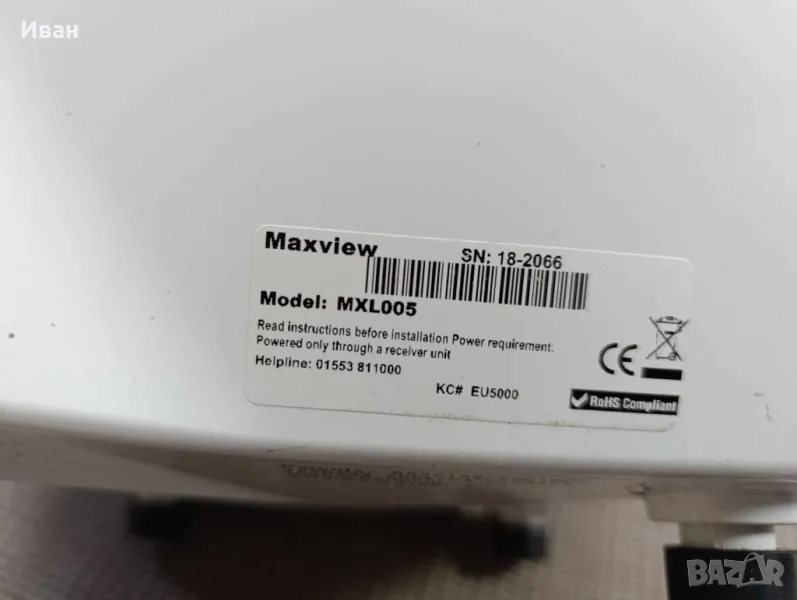 Иван
Maxview
SN: 18-2066
Model: MXL005
Read instructions before installation Power requirement:
Powered only through a receiver unit
Helpline: 01553 811000
KC# EU5000
CE
RoHS Compliant
BAZAR